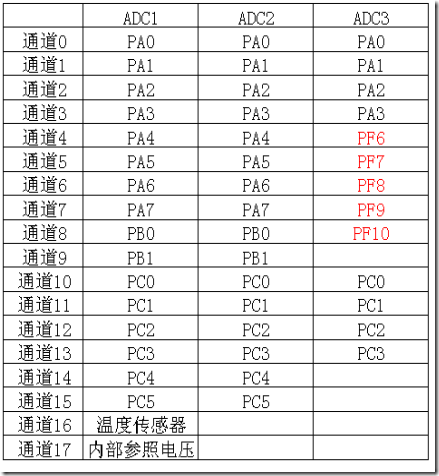 ADC1 ADC2 ADC3
通道0 PA0 PA0 PA0
通道1 PA1 PA1 PA1
通道2 PA2 PA2 PA2
通道3 PA3 PA3 PA3
通道4 PA4 PA4 PF6
通道5 PA5 PA5 PF7
通道6 PA6 PA6 PF8
通道7 PA7 PA7 PF9
通道8 PB0 PB0 PF10
通道9 PB1 PB1
通道10 PC0 PC0 PC0
通道11 PC1 PC1 PC1
通道12 PC2 PC2 PC2
通道13 PC3 PC3 PC3
通道14 PC4 PC4
通道15 PC5 PC5
通道16 温度传感器
通道17 内部参照电压